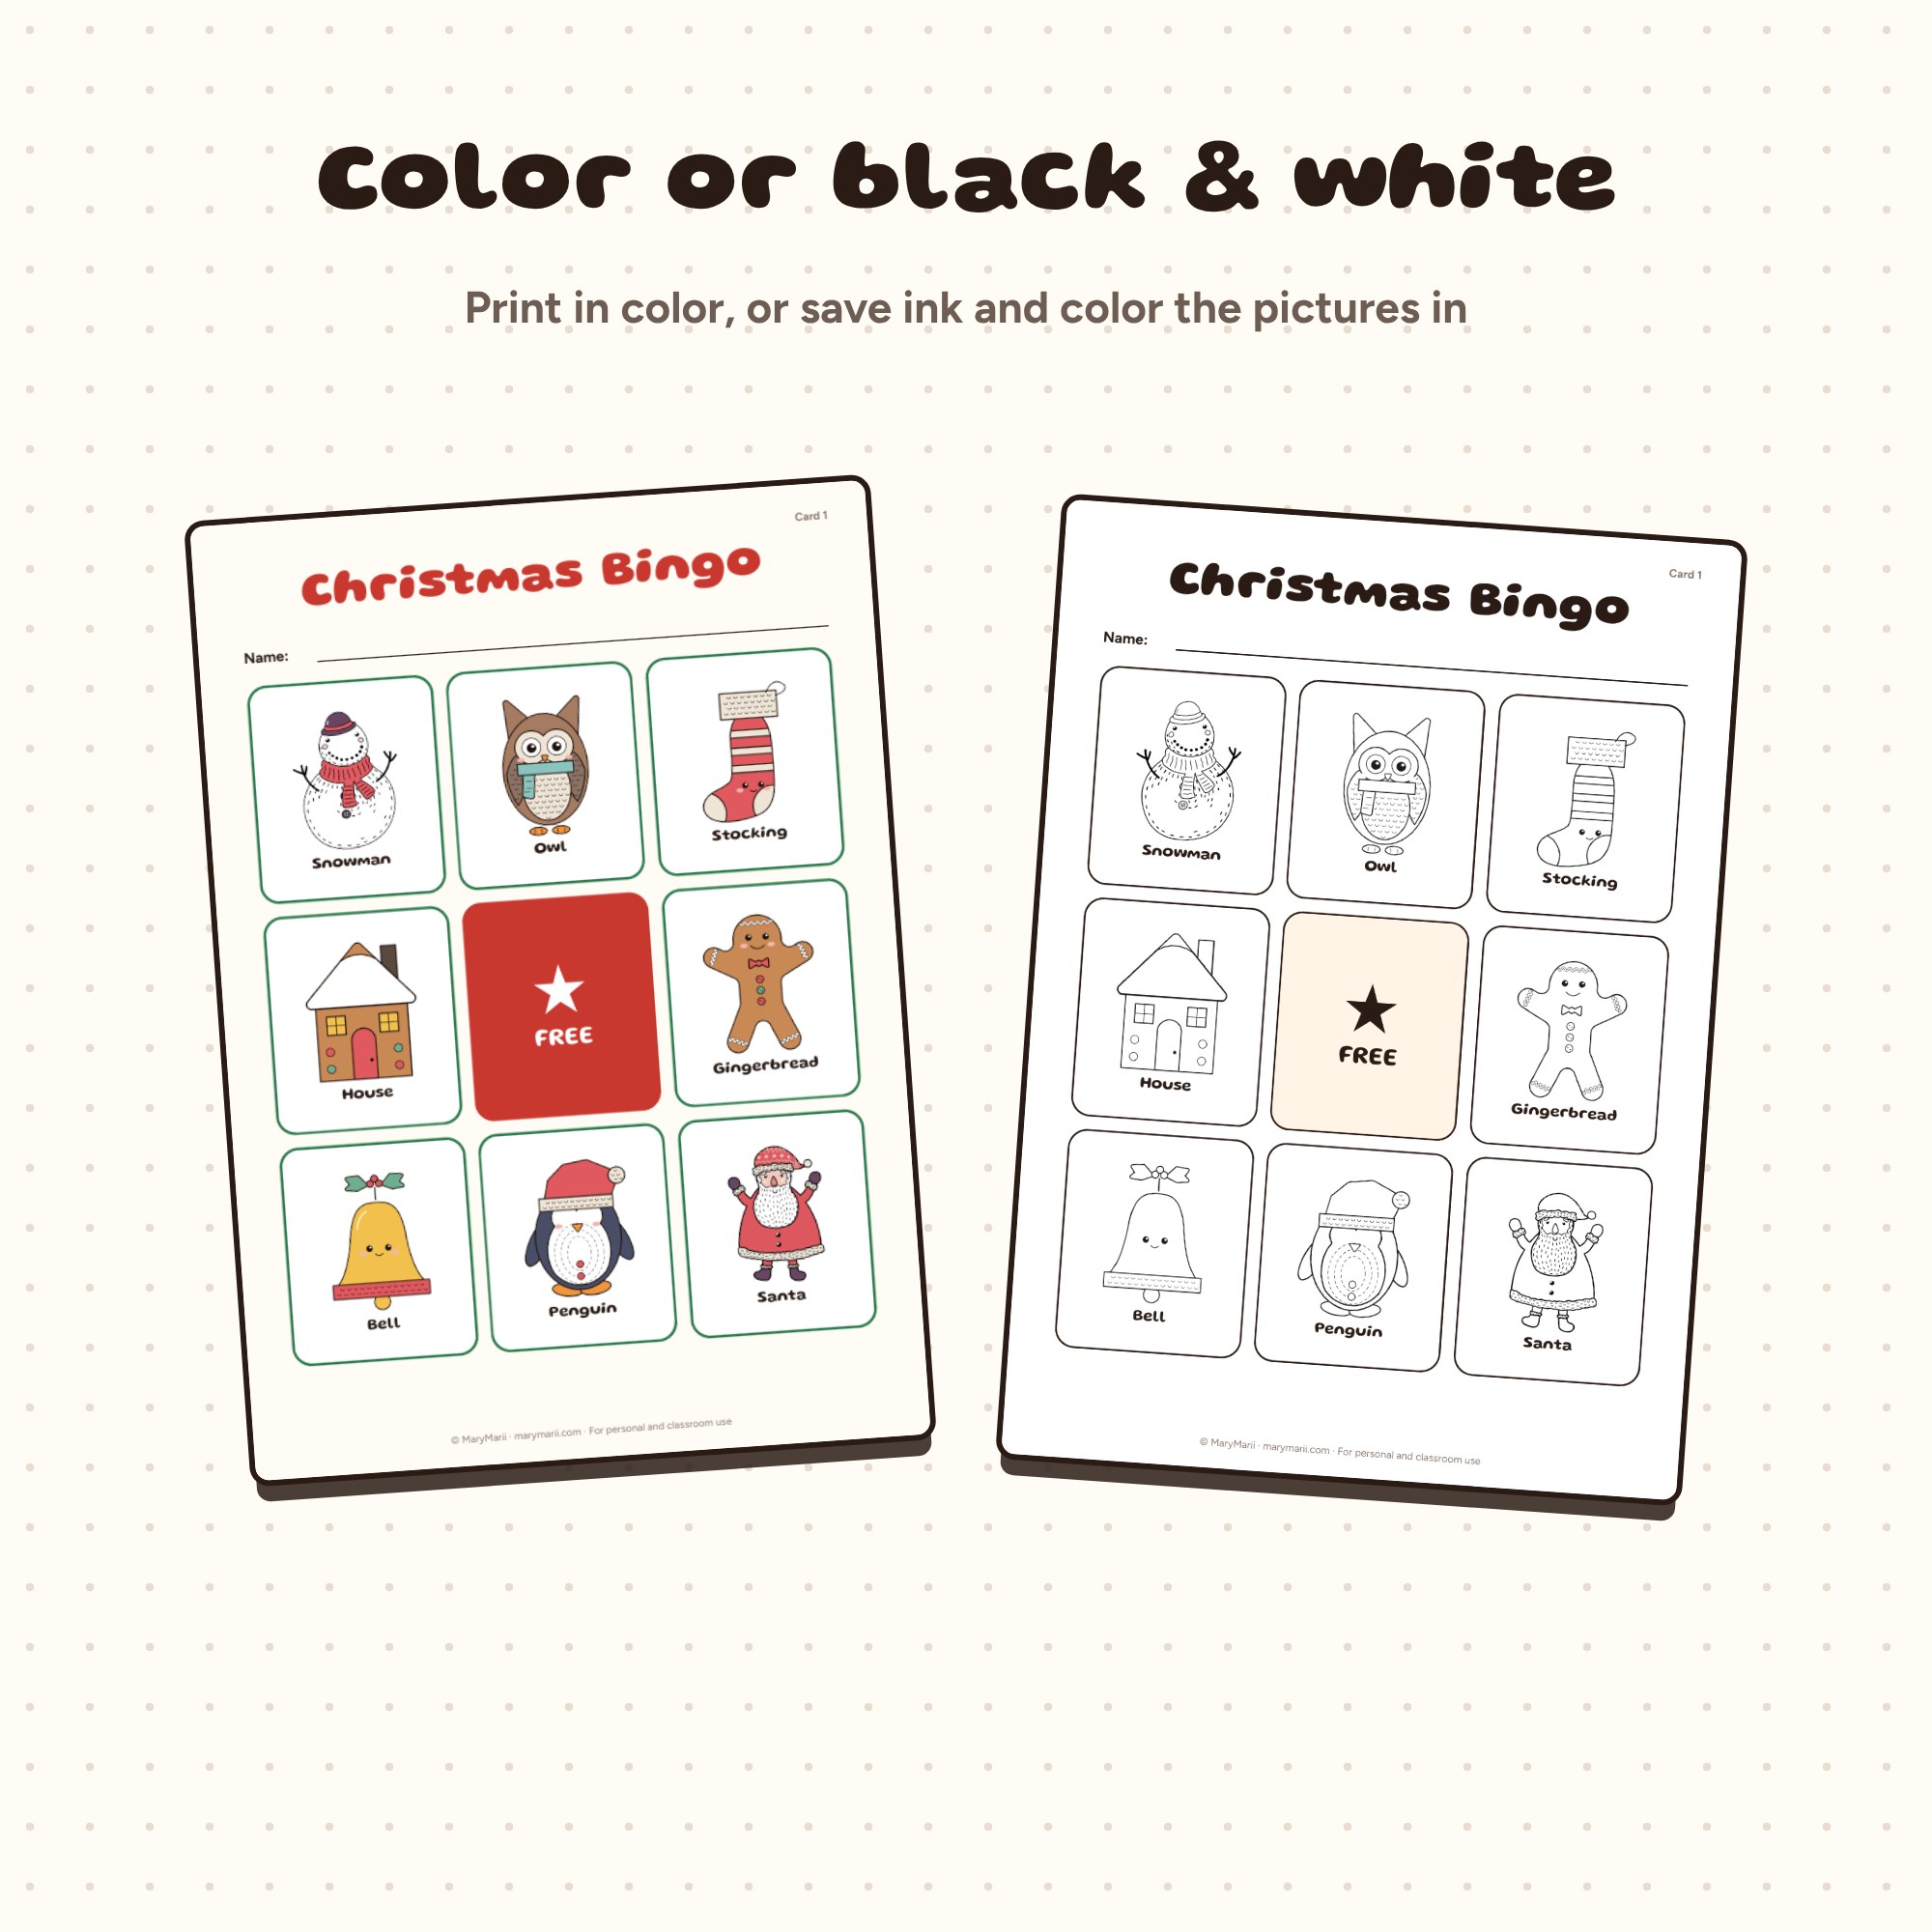 Color or black & white
Print in color, or save ink and color the pictures in
Card 1
Christmas Bingo
Name:
Snowman
Owl
Stocking
House
FREE
Gingerbread
Bell
Penguin
Santa
© MaryMarii · marymarii.com · For personal and classroom use
Card 1
Christmas Bingo
Name:
Snowman
Owl
Stocking
House
FREE
Gingerbread
Bell
Penguin
Santa
© MaryMarii · marymarii.com · For personal and classroom use